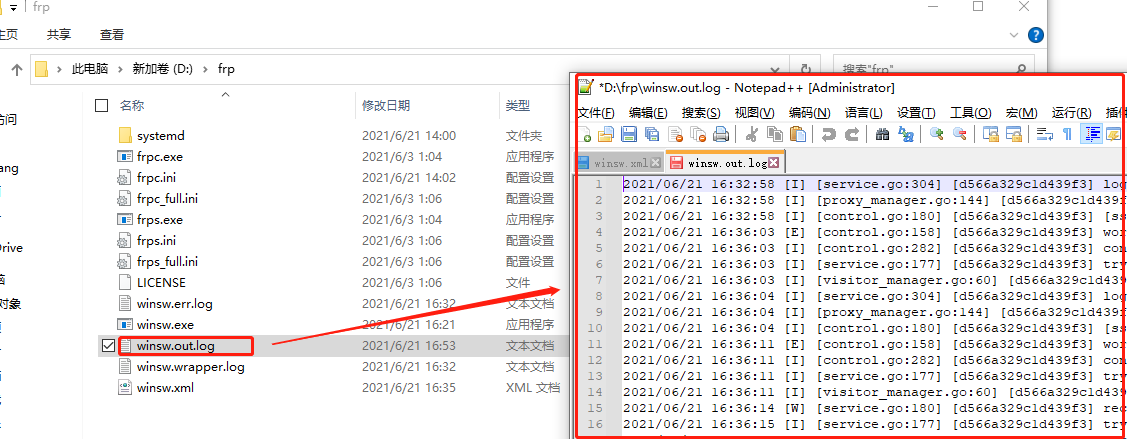 frp
主页 共享 查看
此电脑 新加卷 (D:) frp
搜索"frp"
名称 修改日期 类型
systemd 2021/6/21 14:00 文件夹
frpc.exe 2021/6/3 1:04 应用程序
frpc.ini 2021/6/21 14:02 配置设置
frpc_full.ini 2021/6/3 1:06 配置设置
frps.exe 2021/6/3 1:04 应用程序
frps.ini 2021/6/3 1:06 配置设置
frps_full.ini 2021/6/3 1:06 配置设置
LICENSE 2021/6/3 1:06 文件
winsw.err.log 2021/6/21 16:32 文本文档
winsw.exe 2021/6/21 16:21 应用程序
winsw.out.log 2021/6/21 16:53 文本文档
winsw.wrapper.log 2021/6/21 16:32 文本文档
winsw.xml 2021/6/21 16:35 XML 文档
访问
ang
Drive
脑
对象
*D:\frp\winsw.out.log - Notepad++ [Administrator]
文件(F) 编辑(E) 搜索(S) 视图(V) 编码(N) 语言(L) 设置(T) 工具(O) 宏(M) 运行(R) 插件
winsw.xml winsw.out.log
1 2021/06/21 16:32:58 [I] [service.go:304] [d566a329cld439f3] log
2 2021/06/21 16:32:58 [I] [proxy_manager.go:144] [d566a329cld439f
3 2021/06/21 16:32:58 [I] [control.go:180] [d566a329cld439f3] [ss
4 2021/06/21 16:36:03 [E] [control.go:158] [d566a329cld439f3] wor
5 2021/06/21 16:36:03 [I] [control.go:282] [d566a329cld439f3] con
6 2021/06/21 16:36:03 [I] [service.go:177] [d566a329cld439f3] try
7 2021/06/21 16:36:03 [I] [visitor_manager.go:60] [d566a329cld439
8 2021/06/21 16:36:04 [I] [service.go:304] [d566a329cld439f3] log
9 2021/06/21 16:36:04 [I] [proxy_manager.go:144] [d566a329cld439f
10 2021/06/21 16:36:04 [I] [control.go:180] [d566a329cld439f3] [ss
11 2021/06/21 16:36:11 [E] [control.go:158] [d566a329cld439f3] wor
12 2021/06/21 16:36:11 [I] [control.go:282] [d566a329cld439f3] con
13 2021/06/21 16:36:11 [I] [service.go:177] [d566a329cld439f3] try
14 2021/06/21 16:36:11 [I] [visitor_manager.go:60] [d566a329cld439
15 2021/06/21 16:36:14 [W] [service.go:180] [d566a329cld439f3] rec
16 2021/06/21 16:36:15 [I] [service.go:177] [d566a329cld439f3] try